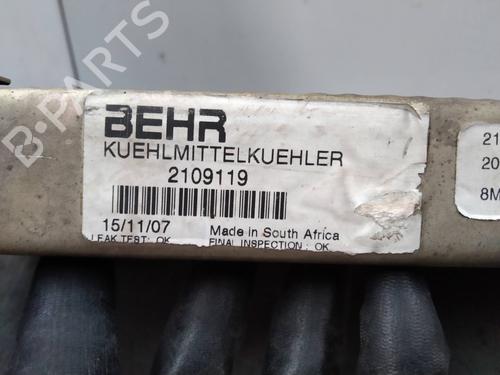 B-PARTS
BEHR
KUEHLMITTELKUEHLER
2109119
15/11/07 Made in South Africa
LEAK TEST: OK FINAL INSPECTION: OK
21
20
8M